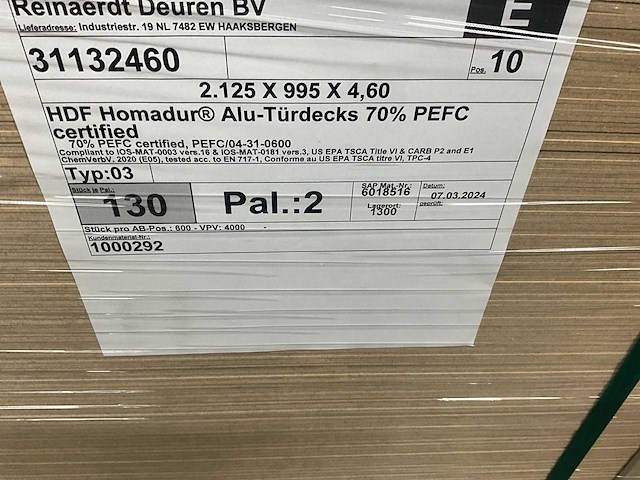 Reinaerdt Deuren BV
E
Lieferadresse: Industriestr. 19 NL 7482 EW HAAKSBERGEN
31132460
Pos. 10
2.125 X 995 X 4,60
HDF Homadur® Alu-Türdecks 70% PEFC
certified
70% PEFC certified, PEFC/04-31-0600
Compliant to IOS-MAT-0003 vers.16 & IOS-MAT-0181 vers.3, US EPA TSCA Title VI & CARB P2 and E1
ChemVerbV, 2020 (E05), tested acc. to EN 717-1, Conforme au US EPA TSCA titre VI, TPC-4
Typ:03
Stück je Pal.:
130
Pal.:2
SAP Mat.-Nr.:
6018516
Lagerort:
1300
Datum:
07.03.2024
geprüft:
Stück pro AB-Pos.: 600 - VPV: 4000 -
Kundenmaterial-Nr.:
1000292